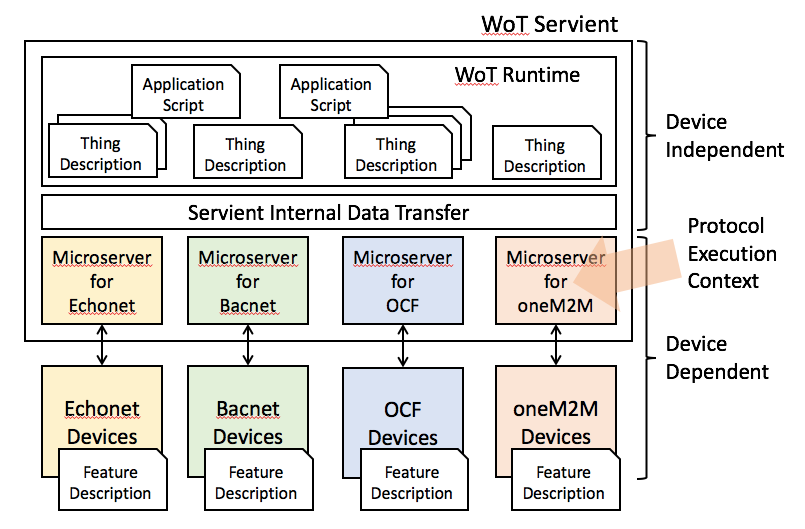 WoT Servient
WoT Runtime
Application
Script
Application
Script
Thing
Description
Thing
Description
Thing
Description
Thing
Description
Device
Independent
Servient Internal Data Transfer
Microserver
for
Echonet
Microserver
for
Bacnet
Microserver
for
OCF
Microserver
for
oneM2M
Protocol
Execution
Context
Device
Dependent
Echonet
Devices
Bacnet
Devices
OCF
Devices
oneM2M
Devices
Feature
Description
Feature
Description
Feature
Description
Feature
Description